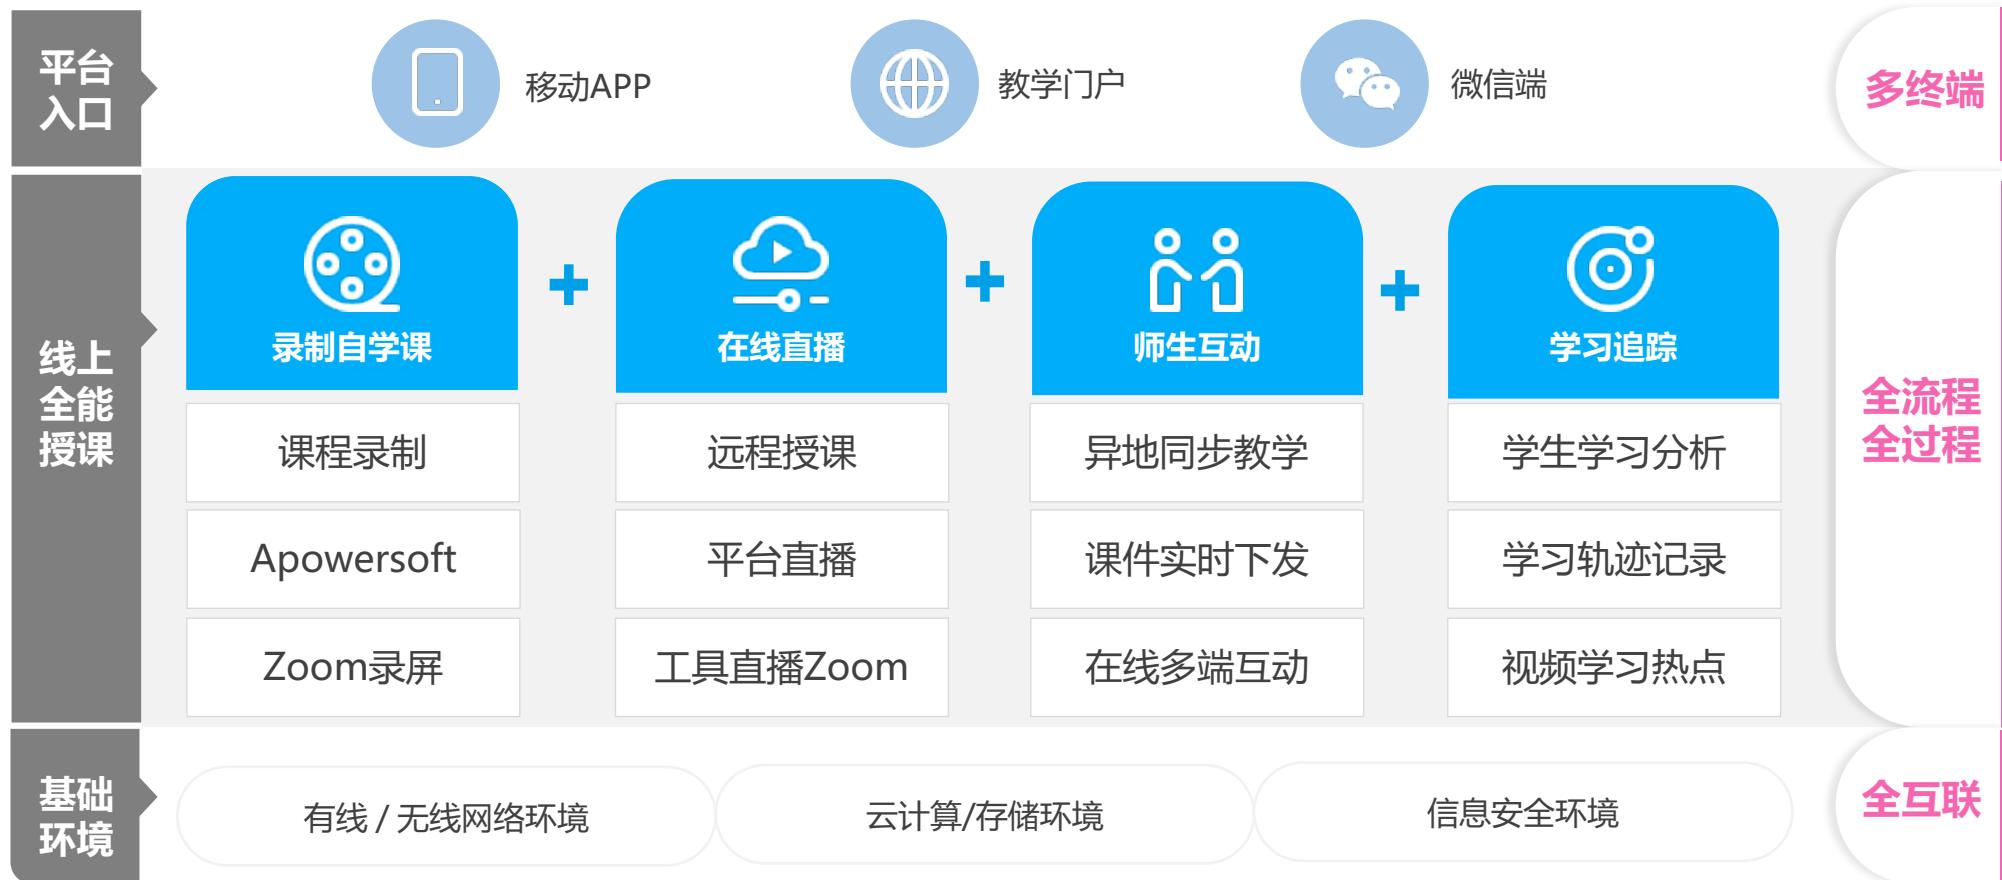 平台
入口
移动APP
教学门户
微信端
多终端
线上
全能
授课
录制自学课
在线直播
师生互动
学习追踪
课程录制
远程授课
异地同步教学
学生学习分析
Apowersoft
平台直播
课件实时下发
学习轨迹记录
Zoom录屏
工具直播Zoom
在线多端互动
视频学习热点
全流程
全过程
基础
环境
有线 / 无线网络环境
云计算/存储环境
信息安全环境
全互联